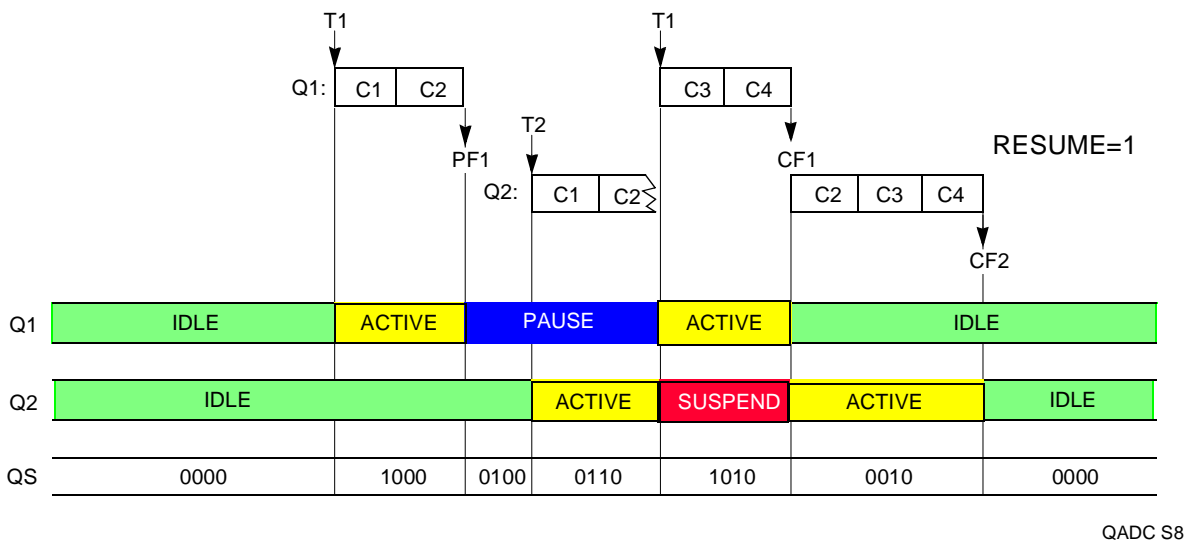 T1 T1
Q1: C1 C2 C3 C4
T2
PF1 CF1 RESUME=1
Q2: C1 C2 C2 C3 C4
CF2
Q1 IDLE ACTIVE PAUSE ACTIVE IDLE
Q2 IDLE ACTIVE SUSPEND ACTIVE IDLE
QS 0000 1000 0100 0110 1010 0010 0000
QADC S8